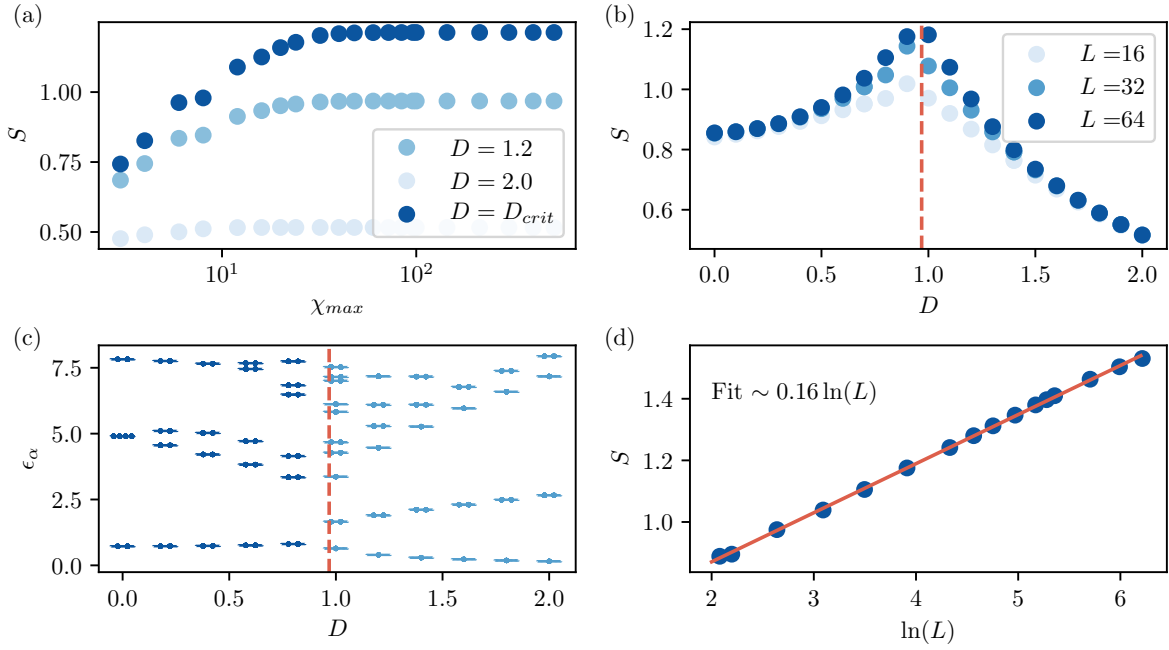 (a)
1.00
0.75
0.50
S
10^1
10^2
χ_max
D = 1.2
D = 2.0
D = D_crit
(b)
1.2
1.0
0.8
0.6
S
0.0 0.5 1.0 1.5 2.0
D
L =16
L =32
L =64
(c)
7.5
5.0
2.5
0.0
ϵ_α
0.0 0.5 1.0 1.5 2.0
D
(d)
1.4
1.2
1.0
S
Fit ∼ 0.16 ln(L)
2 3 4 5 6
ln(L)